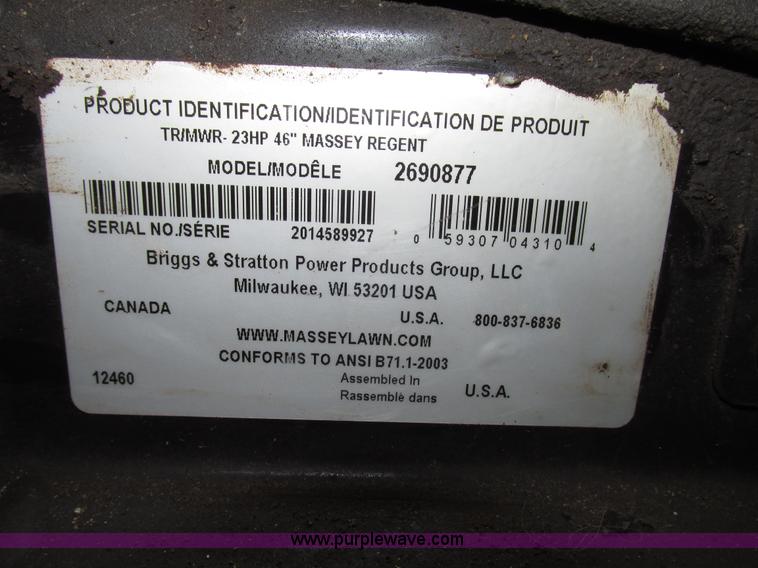 PRODUCT IDENTIFICATION/IDENTIFICATION DE PRODUIT
TR/MWR- 23HP 46" MASSEY REGENT
MODEL/MODÊLE 2690877
SERIAL NO./SÉRIE 2014589927 0 59307 04310 4
Briggs & Stratton Power Products Group, LLC
Milwaukee, WI 53201 USA
CANADA U.S.A. 800-837-6836
WWW.MASSEYLAWN.COM
CONFORMS TO ANSI B71.1-2003
12460 Assembled In U.S.A.
Rassemblè dans
www.purplewave.com